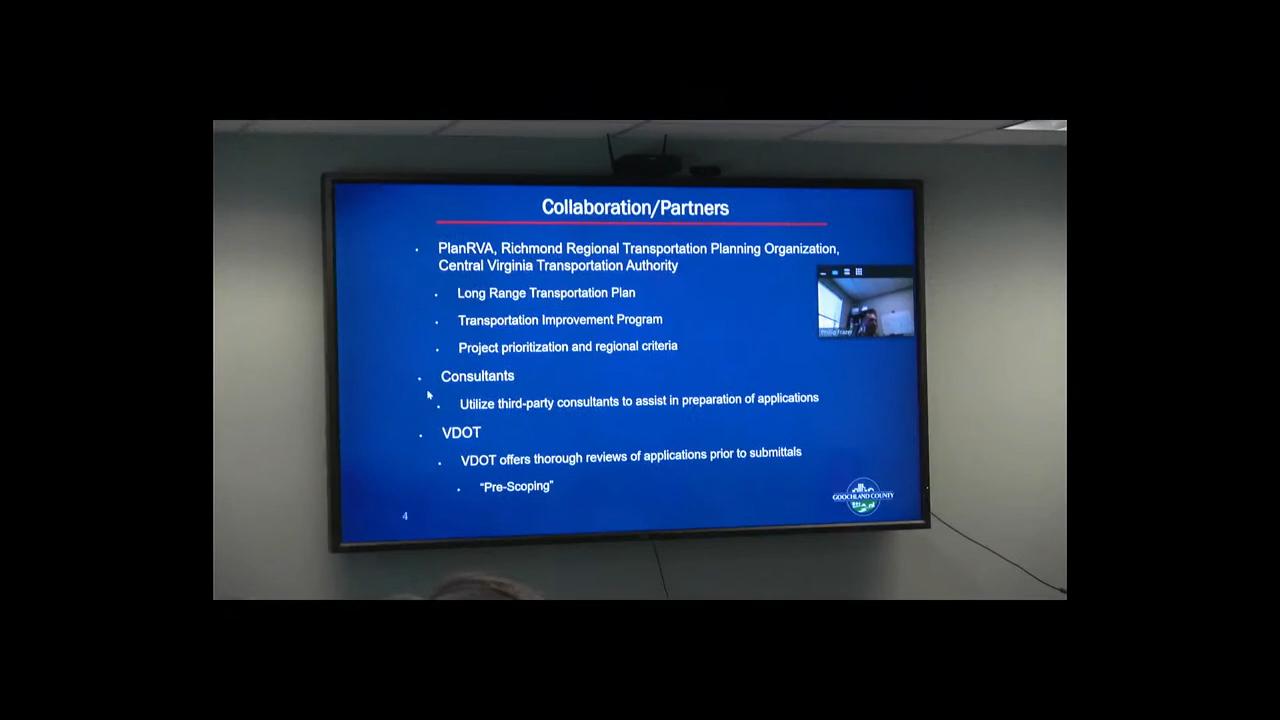 Collaboration/Partners
PlanRVA, Richmond Regional Transportation Planning Organization,
Central Virginia Transportation Authority
Long Range Transportation Plan
Transportation Improvement Program
Project prioritization and regional criteria
Consultants
Utilize third-party consultants to assist in preparation of applications
VDOT
VDOT offers thorough reviews of applications prior to submittals
“Pre-Scoping”
GOOCHLAND COUNTY
4